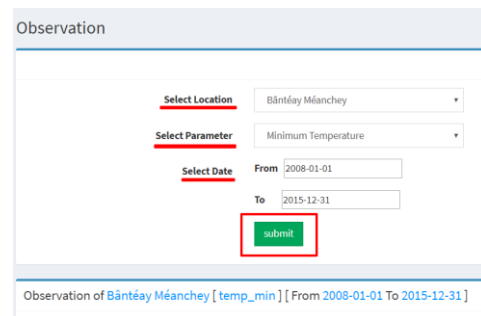 Observation
Select Location Bântéay Méanchey
Select Parameter Minimum Temperature
Select Date From 2008-01-01
To 2015-12-31
submit
Observation of Bântéay Méanchey [ temp_min ] [ From 2008-01-01 To 2015-12-31 ]